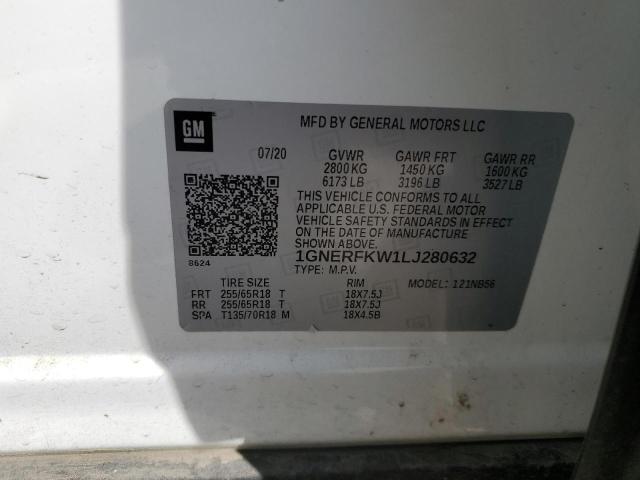 GM
MFD BY GENERAL MOTORS LLC
07/20 GVWR GAWR FRT GAWR RR
2800 KG 1450 KG 1600 KG
6173 LB 3196 LB 3527 LB
THIS VEHICLE CONFORMS TO ALL
APPLICABLE U.S. FEDERAL MOTOR
VEHICLE SAFETY STANDARDS IN EFFECT
ON THE DATE OF MANUFACTURE
SHOWN ABOVE.
8624
1GNERFKW1LJ280632
TYPE: M.P.V. MODEL: 121NB56
TIRE SIZE RIM
FRT 255/65R18 T 18X7.5J
RR 255/65R18 T 18X7.5J
SPA T135/70R18 M 18X4.5B